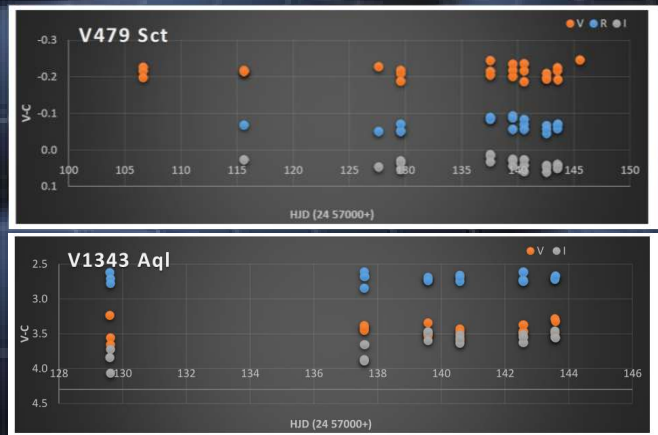 V479 Sct
V R I
-0.3
-0.2
-0.1
0.0
0.1
V-C
100 105 110 115 120 125 130 135 140 145 150
HJD (24 57000+)
V1343 Aql
V I
2.5
3.0
3.5
4.0
4.5
V-C
128 130 132 134 136 138 140 142 144 146
HJD (24 57000+)